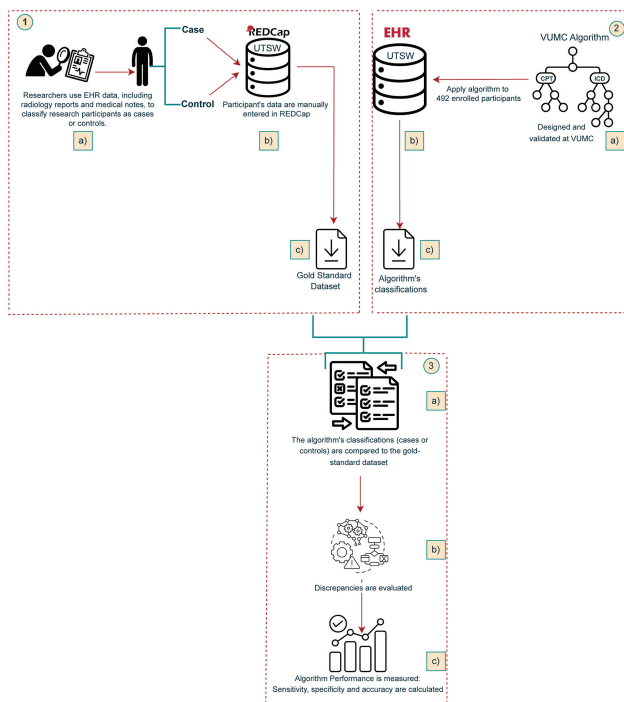 1
Case
Control
REDCap
UTSW
Researchers use EHR data, including
radiology reports and medical notes, to
classify research participants as cases
or controls.
a)
Participant's data are manually
entered in REDCap
b)
c)
Gold Standard
Dataset
2
EHR
UTSW
VUMC Algorithm
CPT
ICD
Apply algorithm to
492 enrolled participants
Designed and
validated at VUMC
a)
b)
c)
Algorithm's
classifications
3
a)
The algorithm's classifications (cases or
controls) are compared to the gold-
standard dataset
b)
Discrepancies are evaluated
c)
Algorithm Performance is measured:
Sensitivity, specificity and accuracy are calculated